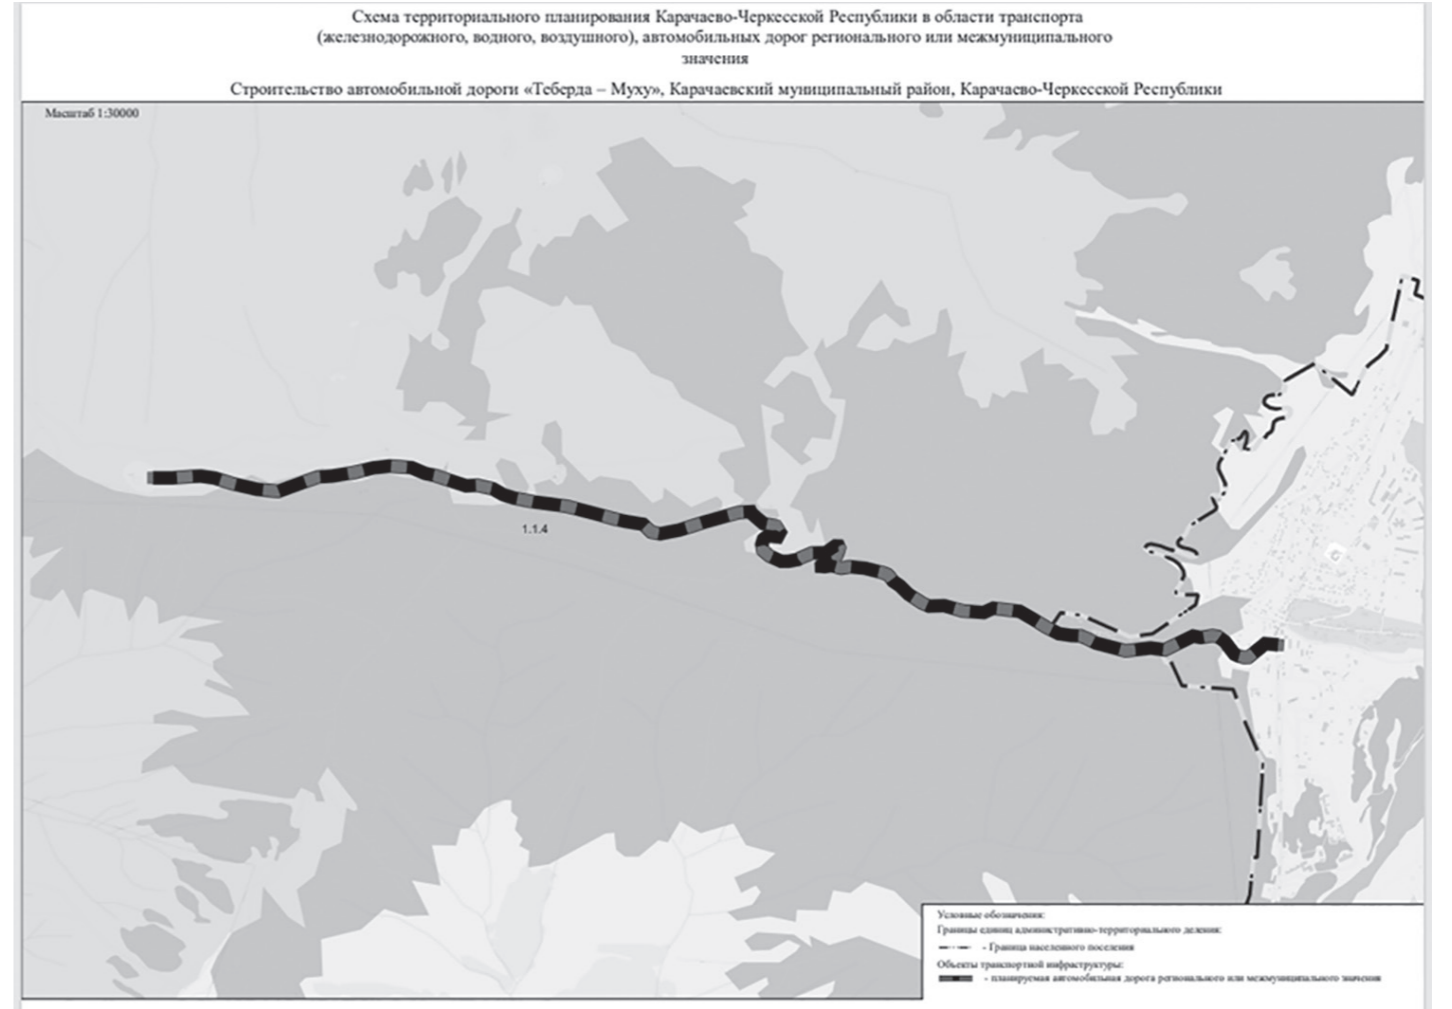 Схема территориального планирования Карачаево-Черкесской Республики в области транспорта
(железнодорожного, водного, воздушного), автомобильных дорог регионального или межмуниципального
значения
Строительство автомобильной дороги «Теберда – Муху», Карачаевский муниципальный район, Карачаево-Черкесской Республики
Масштаб 1:30000
1.1.4
Условные обозначения:
Границы единиц административно-территориального деления:
- Граница населенного поселения
Объекты транспортной инфраструктуры:
- планируемая автомобильная дорога регионального или межмуниципального значения